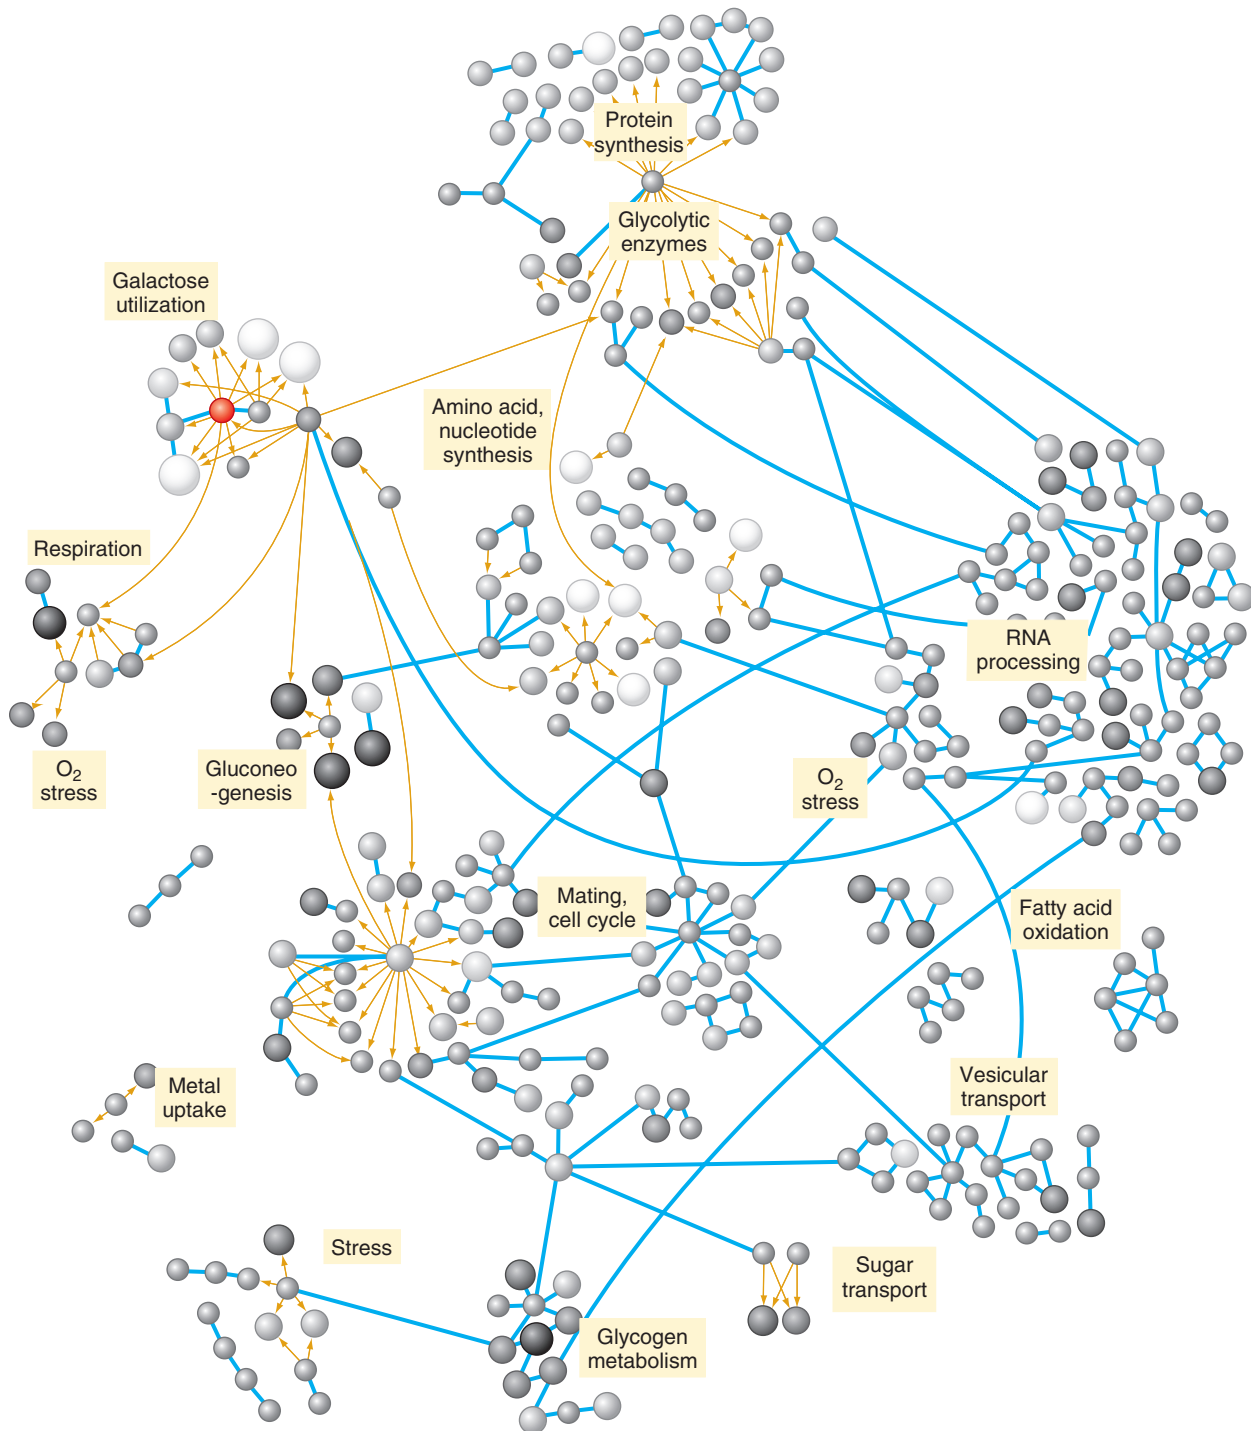 Protein
synthesis
Glycolytic
enzymes
Galactose
utilization
Amino acid,
nucleotide
synthesis
Respiration
RNA
processing
O2
stress
Gluconeo
-genesis
O2
stress
Mating,
cell cycle
Fatty acid
oxidation
Metal
uptake
Vesicular
transport
Stress
Sugar
transport
Glycogen
metabolism